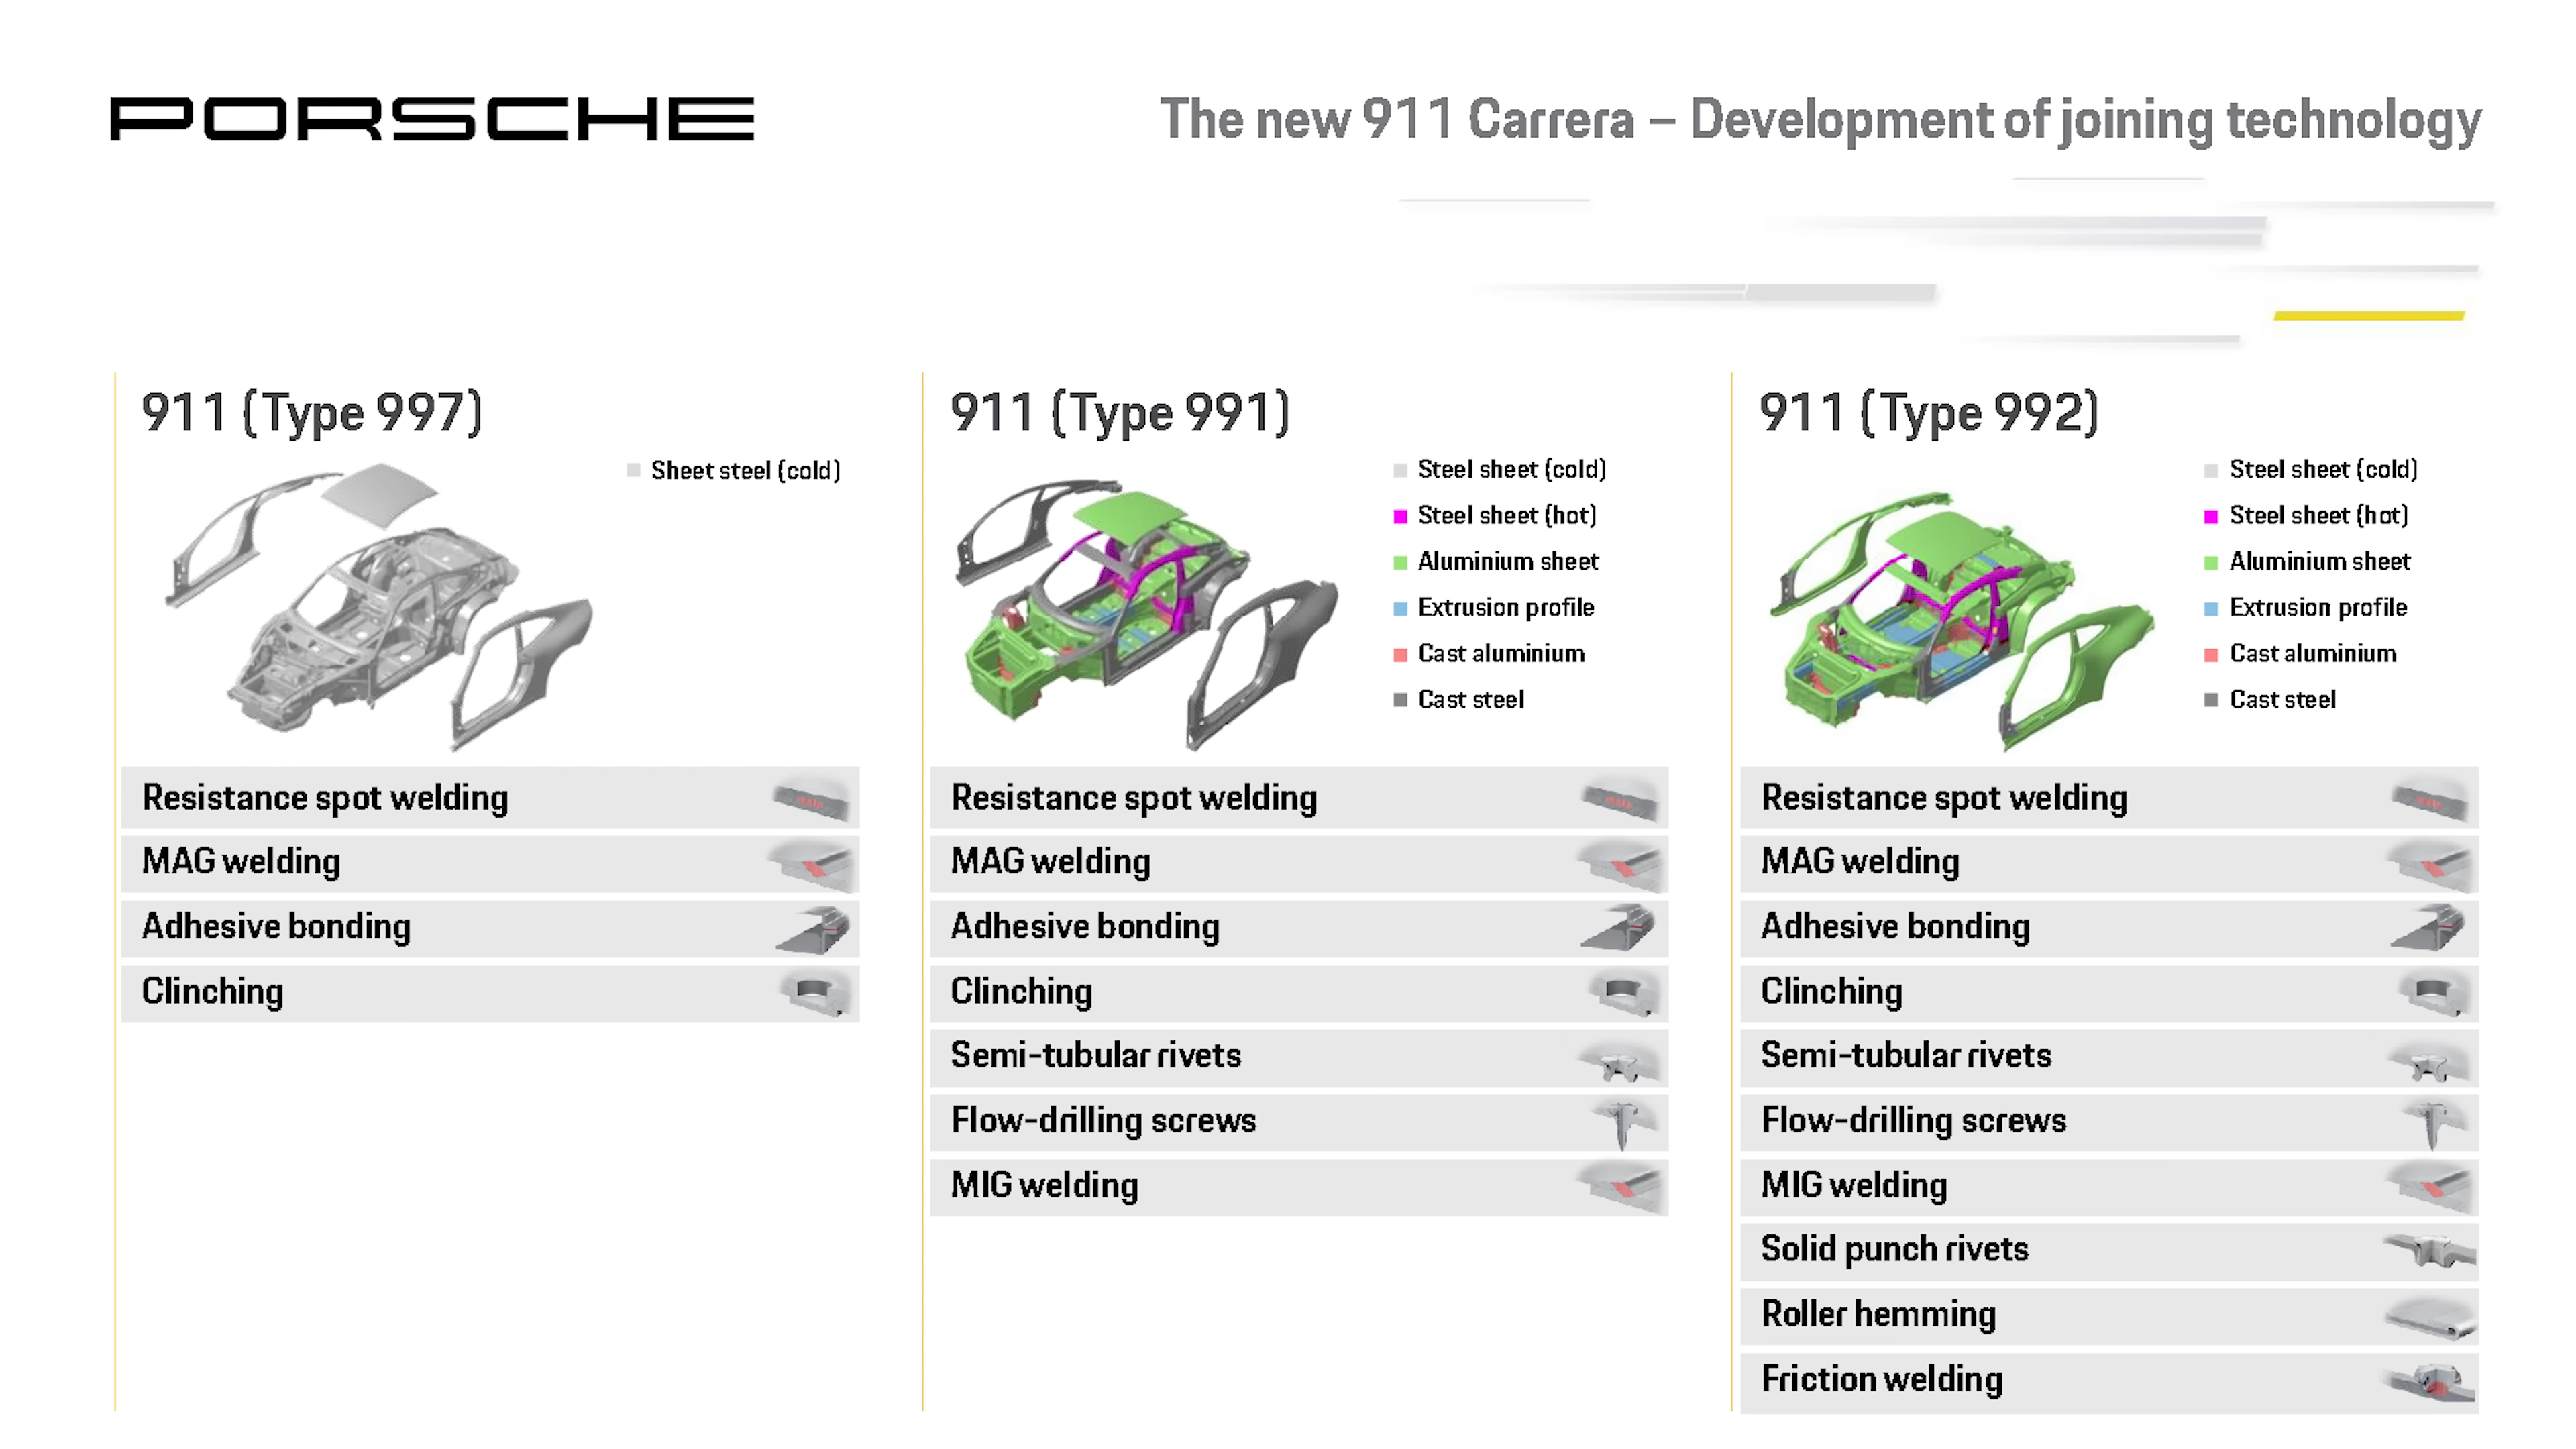 PORSCHE
The new 911 Carrera – Development of joining technology
911 (Type 997)
Sheet steel (cold)
Resistance spot welding
MAG welding
Adhesive bonding
Clinching
911 (Type 991)
Steel sheet (cold)
Steel sheet (hot)
Aluminium sheet
Extrusion profile
Cast aluminium
Cast steel
Resistance spot welding
MAG welding
Adhesive bonding
Clinching
Semi-tubular rivets
Flow-drilling screws
MIG welding
911 (Type 992)
Steel sheet (cold)
Steel sheet (hot)
Aluminium sheet
Extrusion profile
Cast aluminium
Cast steel
Resistance spot welding
MAG welding
Adhesive bonding
Clinching
Semi-tubular rivets
Flow-drilling screws
MIG welding
Solid punch rivets
Roller hemming
Friction welding